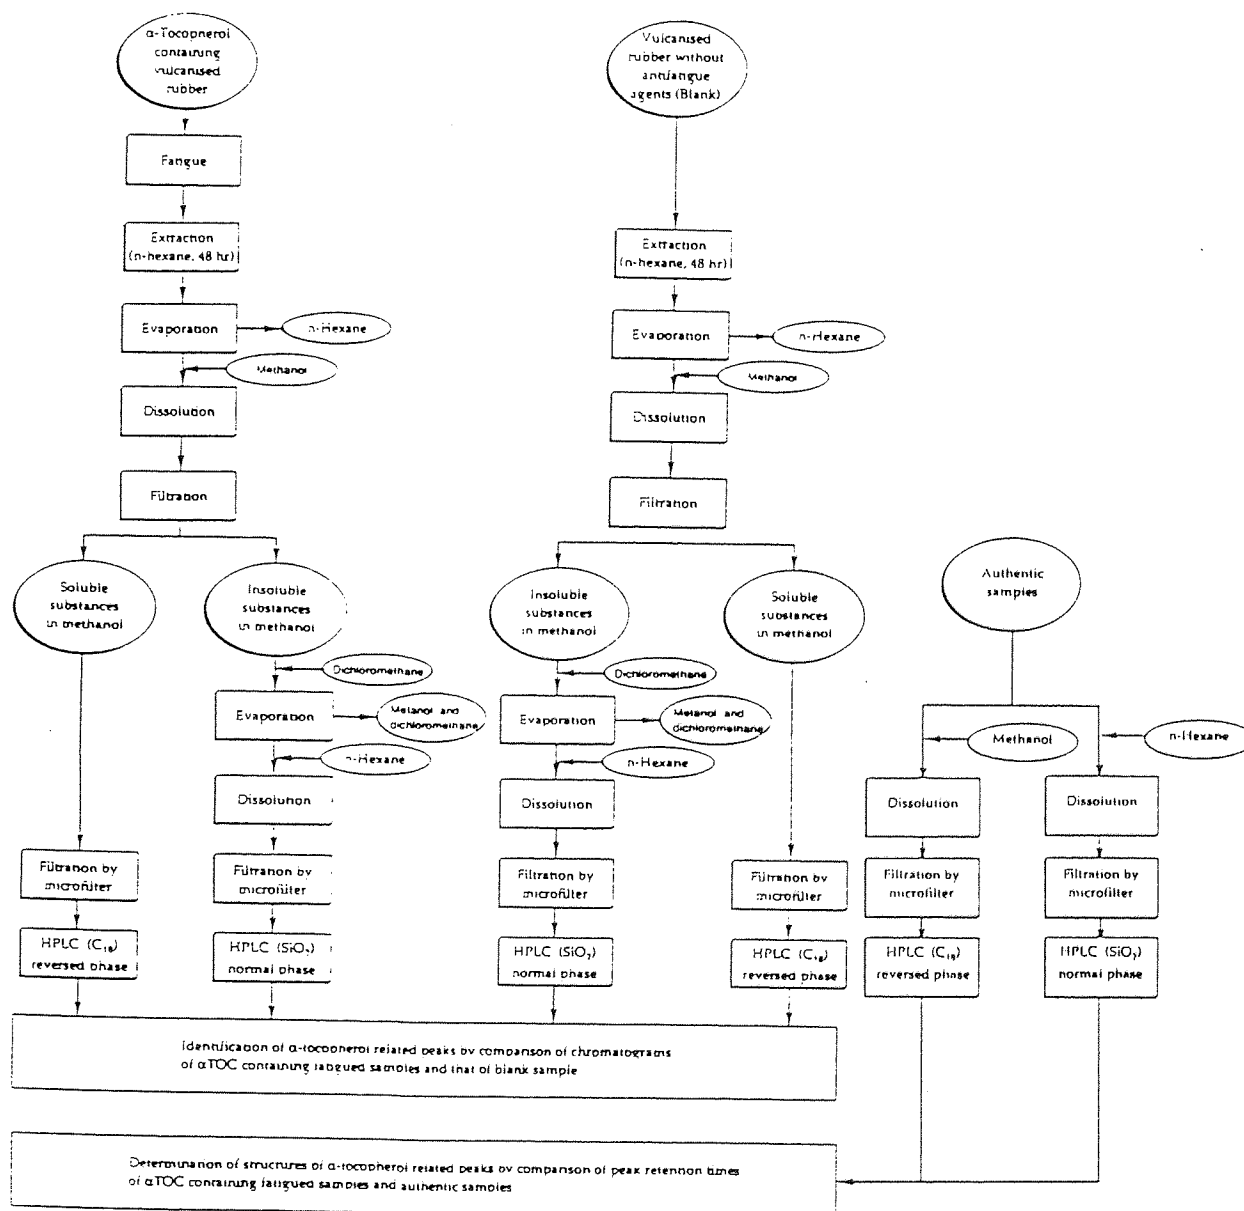 α-Tocopherol
containing
vulcanised
rubber
Fatigue
Extraction
(n-hexane, 48 hr)
Evaporation
n-Hexane
Methanol
Dissolution
Filtration
Soluble
substances
in methanol
Insoluble
substances
in methanol
Dichloromethane
Evaporation
Metanol and
dichloromethane
n-Hexane
Dissolution
Filtration by
microfilter
HPLC (C₁₈)
reversed phase
Filtration by
microfilter
HPLC (SiO₂)
normal phase
Vulcanised
rubber without
antifatigue
agents (Blank)
Extraction
(n-hexane, 48 hr)
Evaporation
n-Hexane
Methanol
Dissolution
Filtration
Insoluble
substances
in methanol
Soluble
substances
in methanol
Dichloromethane
Evaporation
Metanol and
dichloromethane
n-Hexane
Dissolution
Filtration by
microfilter
HPLC (SiO₂)
normal phase
Filtration by
microfilter
HPLC (C₁₈)
reversed phase
Authentic
samples
Methanol
n-Hexane
Dissolution
Dissolution
Filtration by
microfilter
Filtration by
microfilter
HPLC (C₁₈)
reversed phase
HPLC (SiO₂)
normal phase
Identification of α-tocopherol related peaks by comparison of chromatograms
of αTOC containing fatigued samples and that of blank sample
Determination of structures of α-tocopherol related peaks by comparison of peak retention times
of αTOC containing fatigued samples and authentic samples